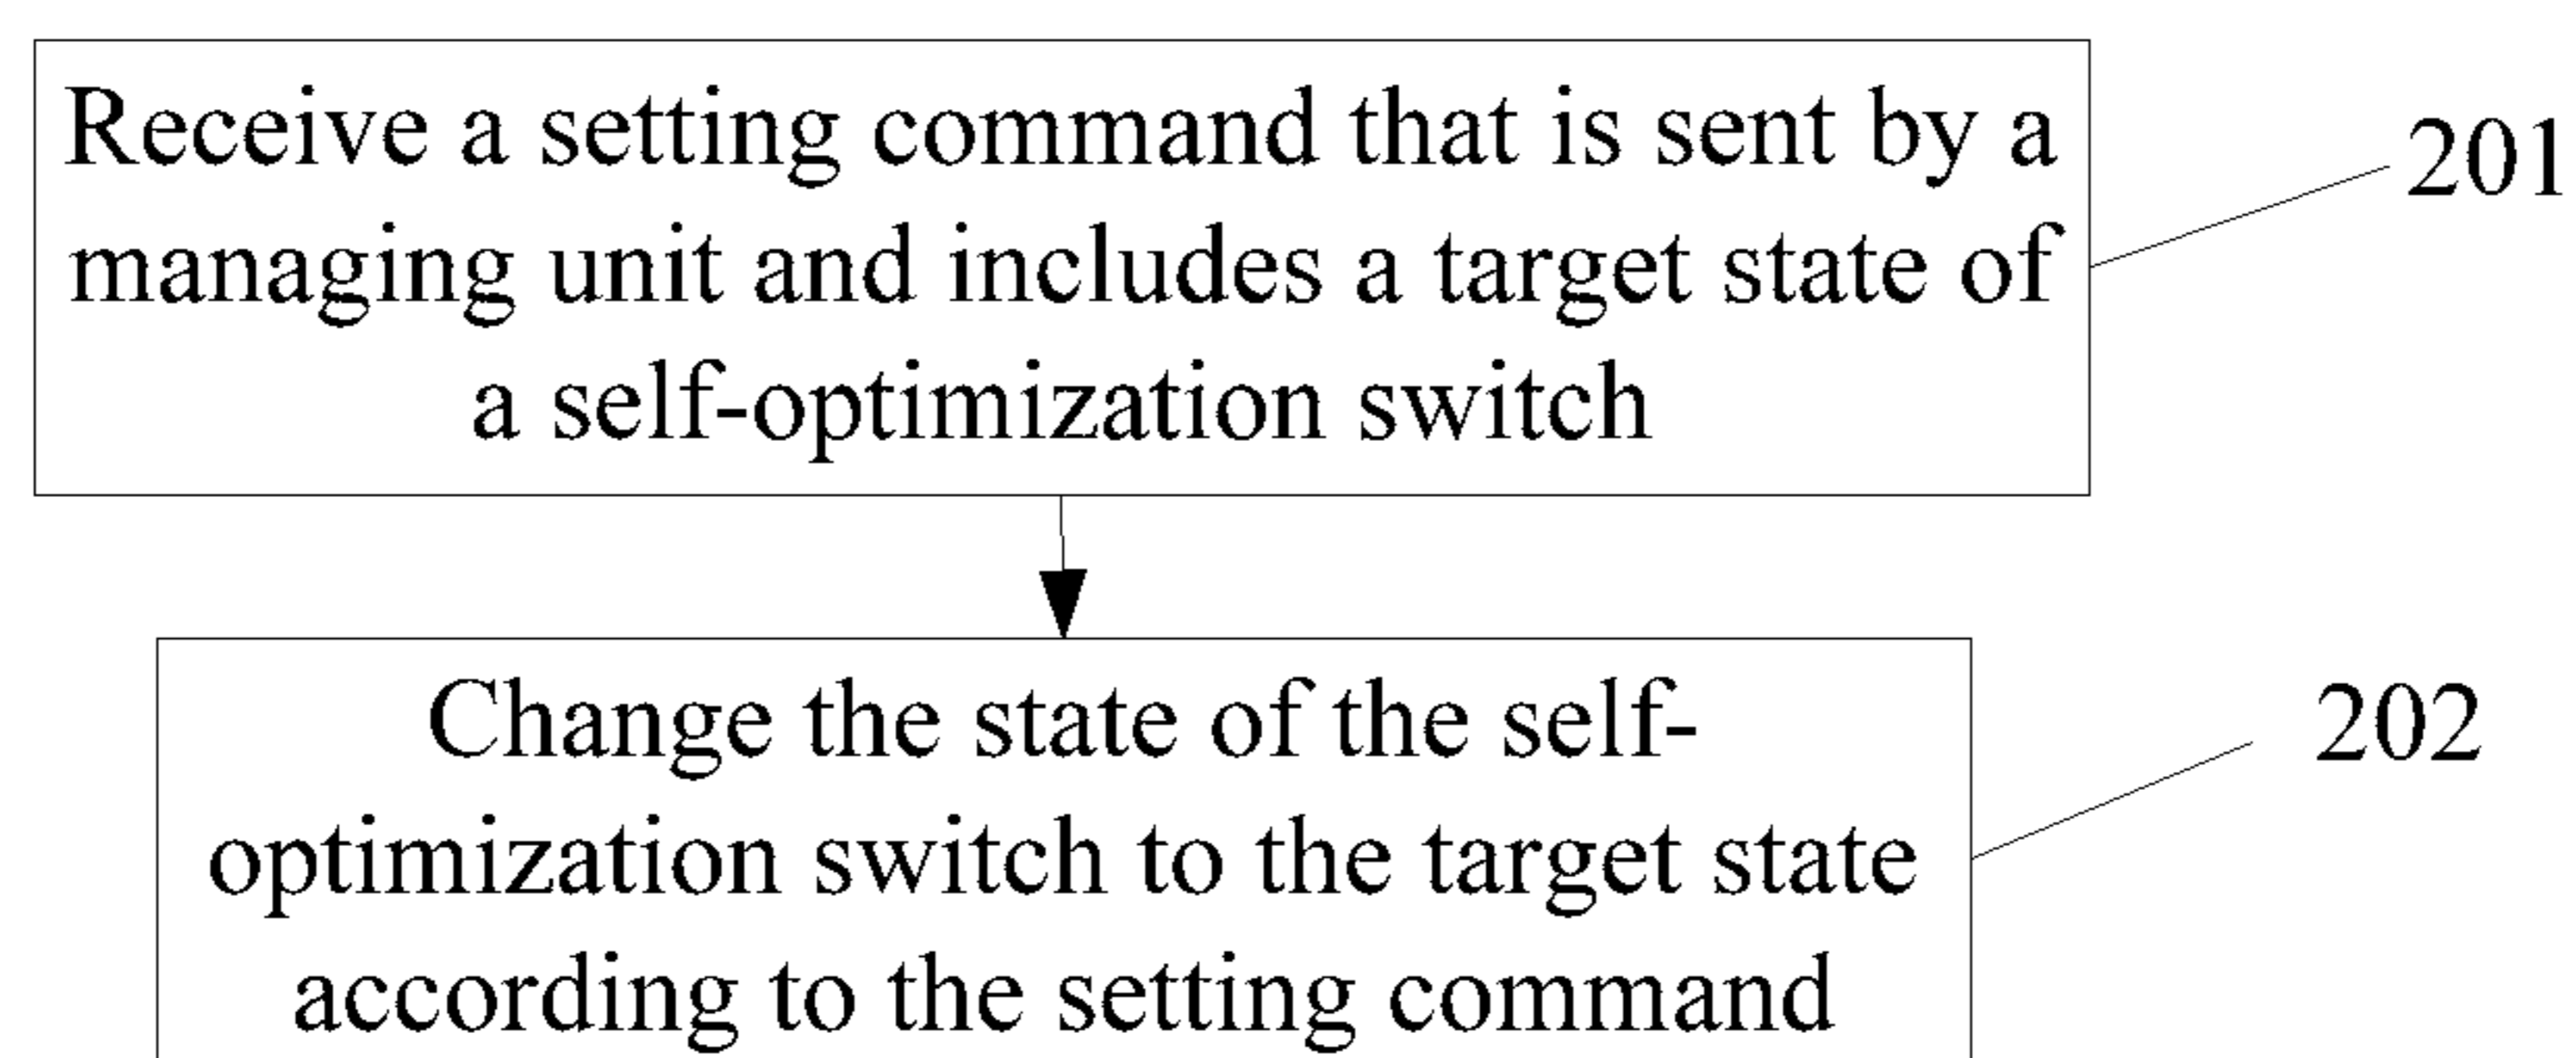 Receive a setting command that is sent by a
managing unit and includes a target state of
a self-optimization switch
201
Change the state of the self-
optimization switch to the target state
according to the setting command
202